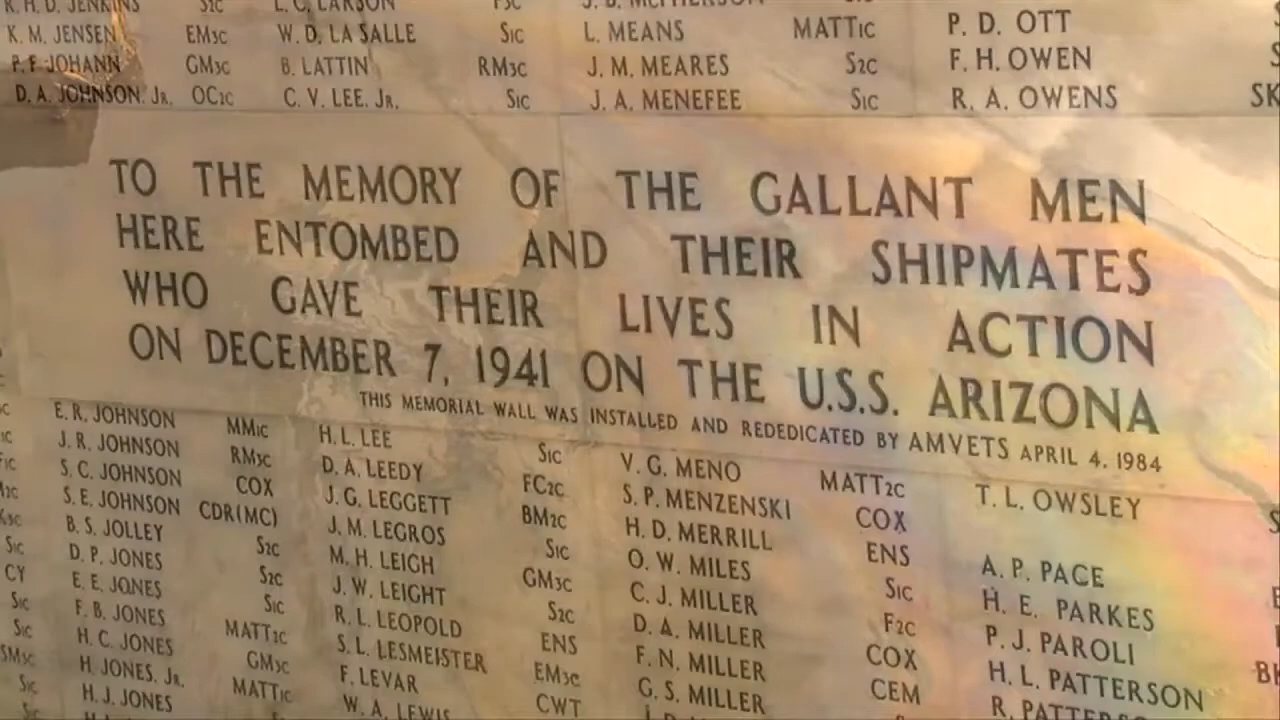 K. M. JENSEN EM3C W. D. LA SALLE S1C L. MEANS MATT1C P. D. OTT
P. F. JOHANN GM3C B. LATTIN RM3C J. M. MEARES S2C F. H. OWEN
D. A. JOHNSON. JR. OC2C C. V. LEE. JR. S1C J. A. MENEFEE S1C R. A. OWENS SK
TO THE MEMORY OF THE GALLANT MEN
HERE ENTOMBED AND THEIR SHIPMATES
WHO GAVE THEIR LIVES IN ACTION
ON DECEMBER 7, 1941 ON THE U.S.S. ARIZONA
THIS MEMORIAL WALL WAS INSTALLED AND REDEDICATED BY AMVETS APRIL 4, 1984
E. R. JOHNSON MM1C H. L. LEE S1C V. G. MENO MATT2C T. L. OWSLEY
J. R. JOHNSON RM3C D. A. LEEDY FC2C S. P. MENZENSKI COX
S. C. JOHNSON COX J. G. LEGGETT BM2C H. D. MERRILL ENS A. P. PACE
S. E. JOHNSON CDR(MC) J. M. LEGROS S1C O. W. MILES S1C H. E. PARKES
B. S. JOLLEY S2C M. H. LEIGH GM3C C. J. MILLER F2C P. J. PAROLI
D. P. JONES S2C J. W. LEIGHT S2C D. A. MILLER COX H. L. PATTERSON
E. E. JONES S1C R. L. LEOPOLD ENS F. N. MILLER CEM R. PATTERSON
F. B. JONES MATT2C S. L. LESMEISTER EM3C G. S. MILLER
H. C. JONES GM3C F. LEVAR CWT
H. JONES. JR. MATT1C W. A. LEWIS
H. J. JONES